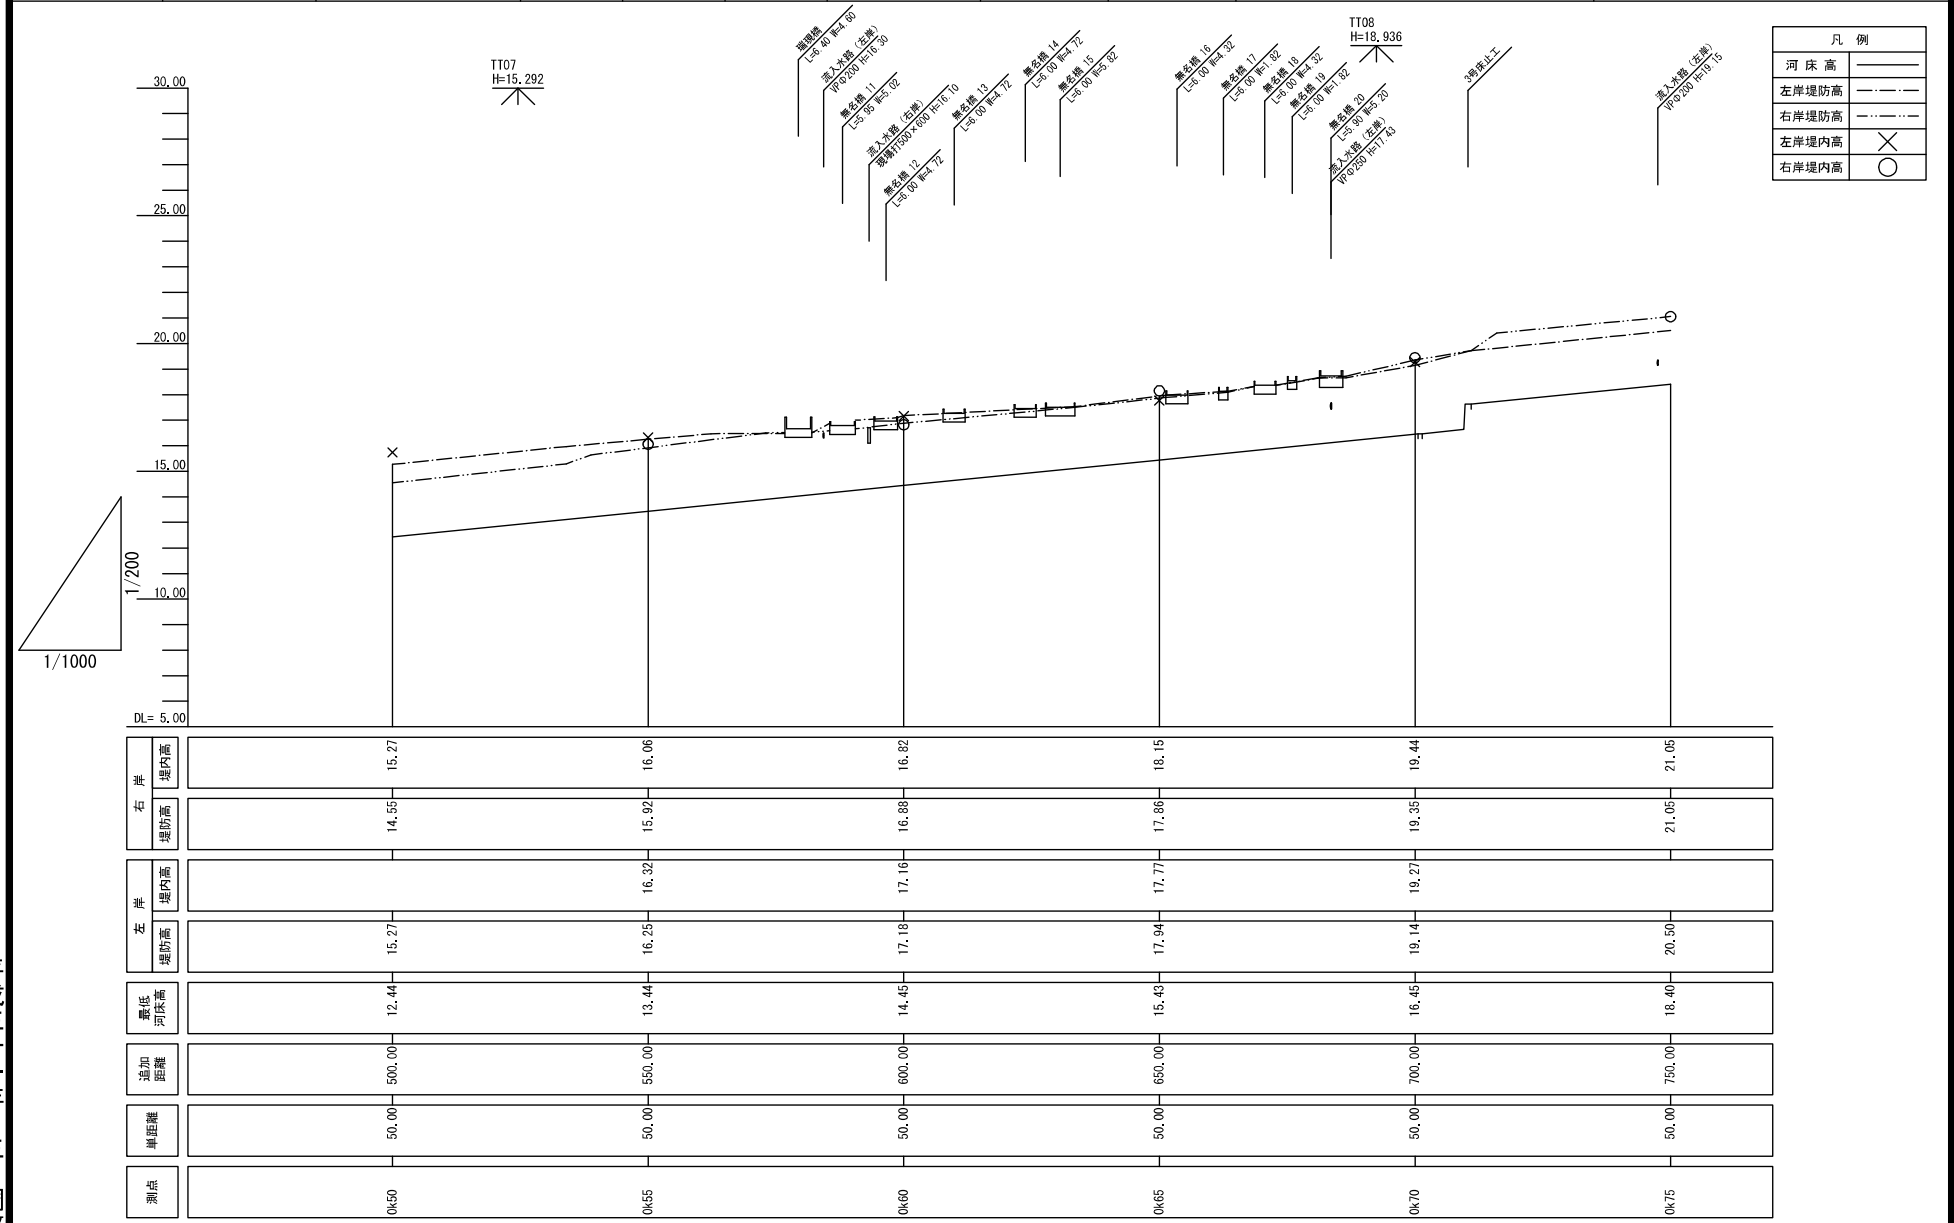 TT07
H=15.292
瑞現橋
L=6.40 W=4.60
流入水路 (左岸)
VPΦ200 H=16.30
無名橋 11
L=5.95 W=5.02
流入水路 (右岸)
現場打500×600 H=16.10
無名橋 12
L=6.00 W=4.72
無名橋 13
L=6.00 W=4.72
無名橋 14
L=6.00 W=4.72
無名橋 15
L=6.00 W=5.82
無名橋 16
L=6.00 W=4.32
無名橋 17
L=6.00 W=1.82
無名橋 18
L=6.00 W=4.32
無名橋 19
L=6.00 W=1.82
無名橋 20
L=5.90 W=5.20
流入水路 (左岸)
VPΦ250 H=17.43
TT08
H=18.936
3号床止工
流入水路 (左岸)
VPΦ200 H=19.15
凡 例
河 床 高
左岸堤防高
右岸堤防高
左岸堤内高
右岸堤内高
30.00
25.00
20.00
15.00
10.00
DL= 5.00
1/200
1/1000
右 岸
堤内高 15.27 16.06 16.82 18.15 19.44 21.05
堤防高 14.55 15.92 16.88 17.86 19.35 21.05
左 岸
堤内高 16.32 17.16 17.77 19.27
堤防高 15.27 16.25 17.18 17.94 19.14 20.50
最低
河床高 12.44 13.44 14.45 15.43 16.45 18.40
追加
距離 500.00 550.00 600.00 650.00 700.00 750.00
単距離 50.00 50.00 50.00 50.00 50.00 50.00
測点 0k50 0k55 0k60 0k65 0k70 0k75